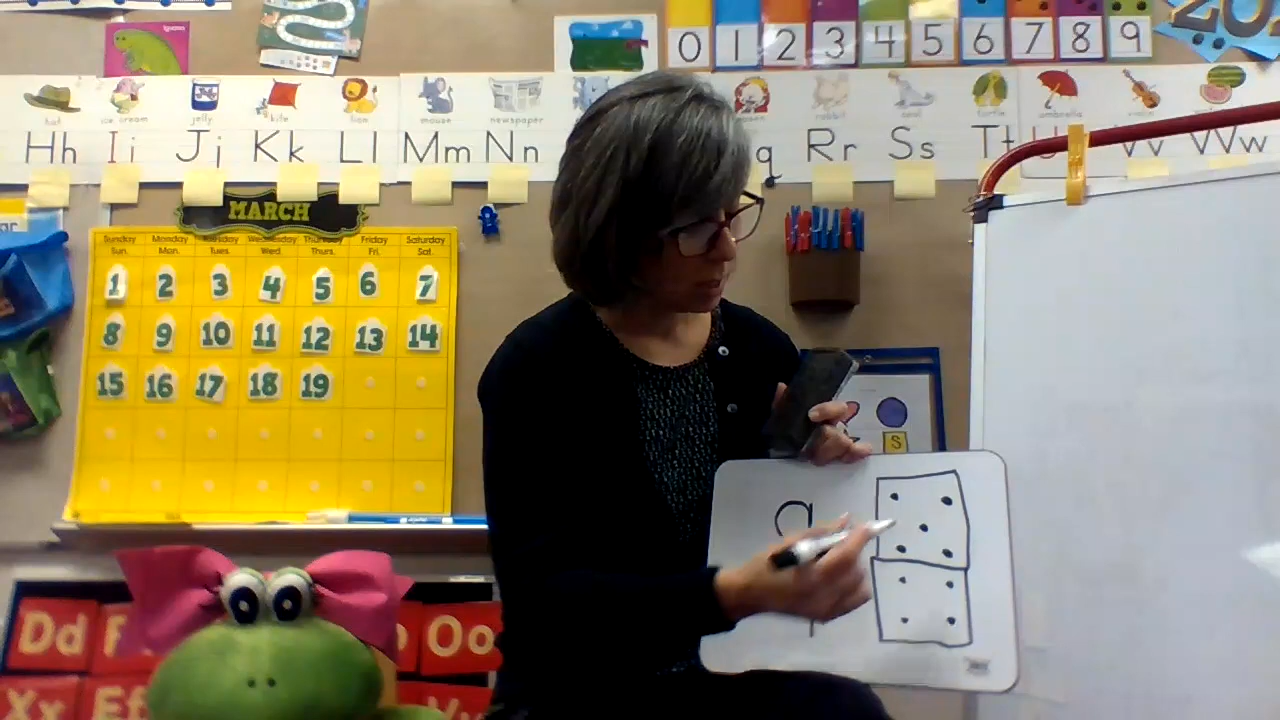 0 1 2 3 4 5 6 7 8 9
hat ice cream jelly kite lion mouse newspaper rabbit seal turtle umbrella violin
Hh Ii Jj Kk Ll Mm Nn q Rr Ss Tt U Vv Ww
MARCH
Sunday Monday Tuesday Wednesday Thursday Friday Saturday
Sun. Mon. Tues. Wed. Thurs. Fri. Sat.
1 2 3 4 5 6 7
8 9 10 11 12 13 14
15 16 17 18 19
S
Dd F Oo
Xx Ff Vv